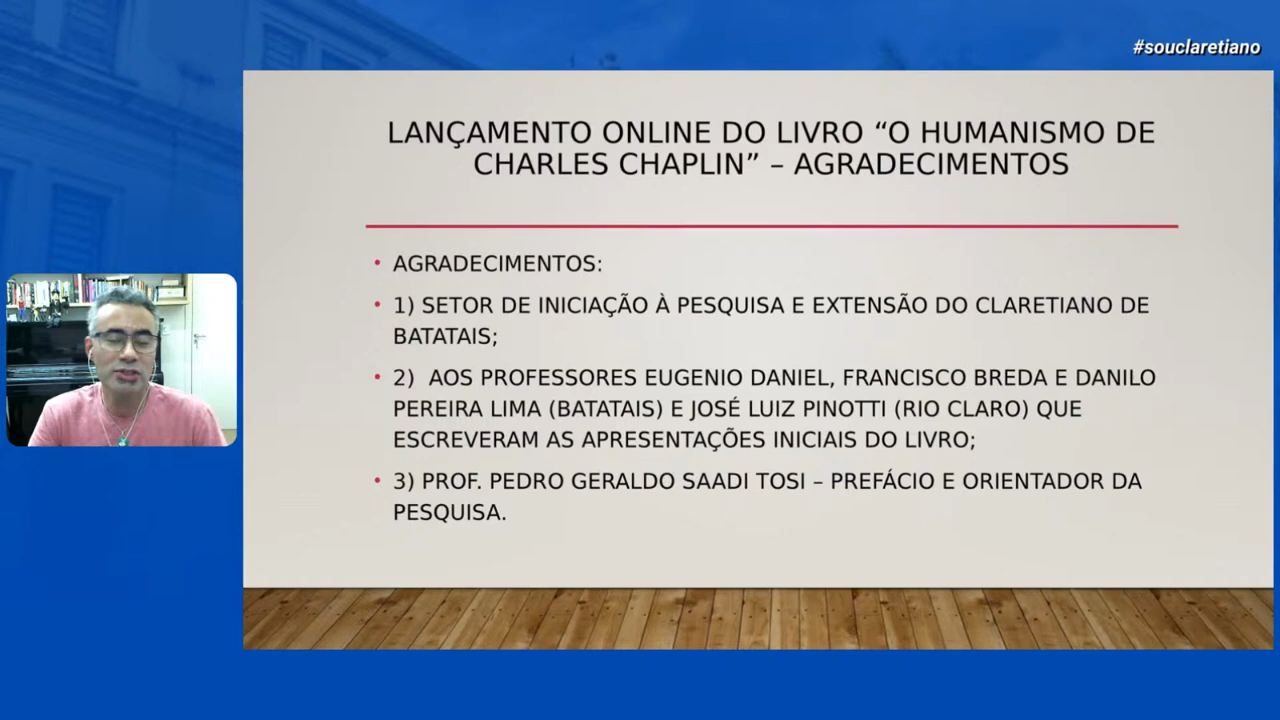 #souclaretiano
LANÇAMENTO ONLINE DO LIVRO “O HUMANISMO DE
CHARLES CHAPLIN” – AGRADECIMENTOS
• AGRADECIMENTOS:
• 1) SETOR DE INICIAÇÃO À PESQUISA E EXTENSÃO DO CLARETIANO DE
BATATAIS;
• 2) AOS PROFESSORES EUGENIO DANIEL, FRANCISCO BREDA E DANILO
PEREIRA LIMA (BATATAIS) E JOSÉ LUIZ PINOTTI (RIO CLARO) QUE
ESCREVERAM AS APRESENTAÇÕES INICIAIS DO LIVRO;
• 3) PROF. PEDRO GERALDO SAADI TOSI – PREFÁCIO E ORIENTADOR DA
PESQUISA.